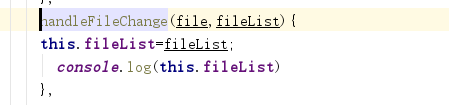 },
handleFileChange(file,fileList){
this.fileList=fileList;
console.log(this.fileList)
},